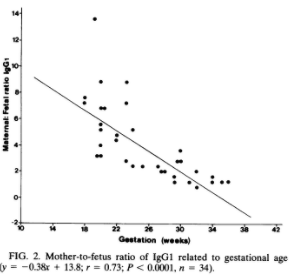 Maternal: Fetal ratio IgG1
14
12
10
8
6
4
2
0
-2
10 14 18 22 26 30 34 38 42
Gestation (weeks)
FIG. 2. Mother-to-fetus ratio of IgG1 related to gestational age
(y = −0.38x + 13.8; r = 0.73; P < 0.0001, n = 34).